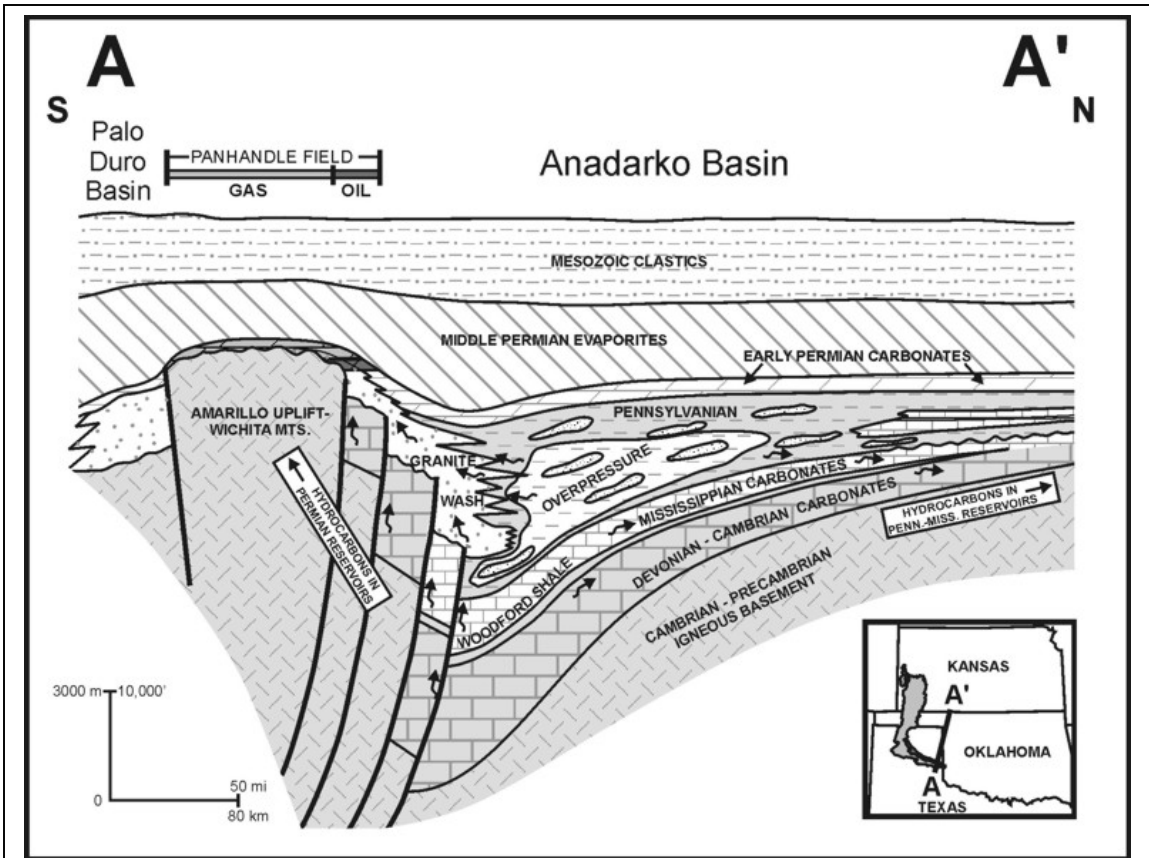 A
A'
S
N
Palo
Duro
Basin
PANHANDLE FIELD
GAS
OIL
Anadarko Basin
MESOZOIC CLASTICS
MIDDLE PERMIAN EVAPORITES
EARLY PERMIAN CARBONATES
PENNSYLVANIAN
AMARILLO UPLIFT-
WICHITA MTS.
GRANITE
WASH
OVERPRESSURE
MISSISSIPPIAN CARBONATES
WOODFORD SHALE
DEVONIAN - CAMBRIAN CARBONATES
HYDROCARBONS IN
PERMIAN RESERVOIRS
HYDROCARBONS IN
PENN.-MISS. RESERVOIRS
CAMBRIAN - PRECAMBRIAN
IGNEOUS BASEMENT
3000 m
10,000'
0
50 mi
80 km
KANSAS
A'
OKLAHOMA
A
TEXAS